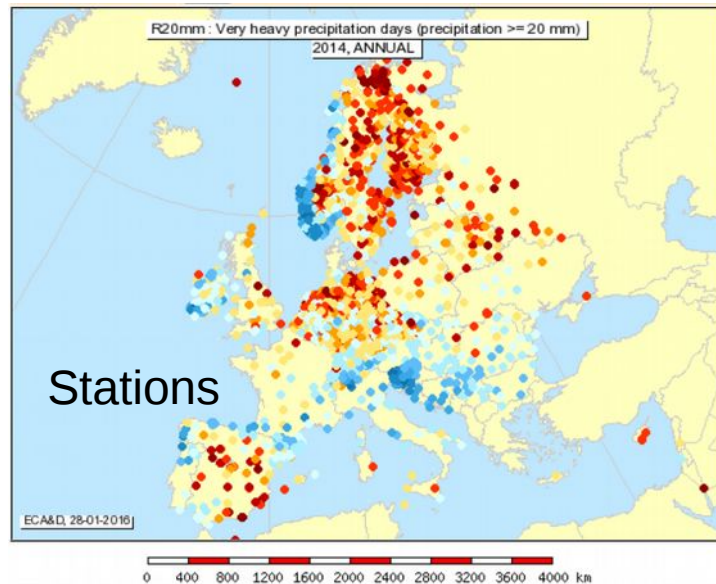 R20mm : Very heavy precipitation days (precipitation >= 20 mm)
2014, ANNUAL
Stations
ECA&D, 28-01-2016
0 400 800 1200 1600 2000 2400 2800 3200 3600 4000 km